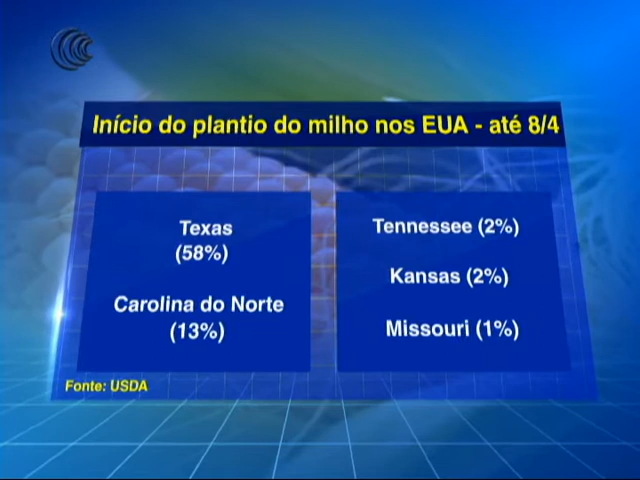 Início do plantio do milho nos EUA - até 8/4
Texas
(58%)
Carolina do Norte
(13%)
Tennessee (2%)
Kansas (2%)
Missouri (1%)
Fonte: USDA